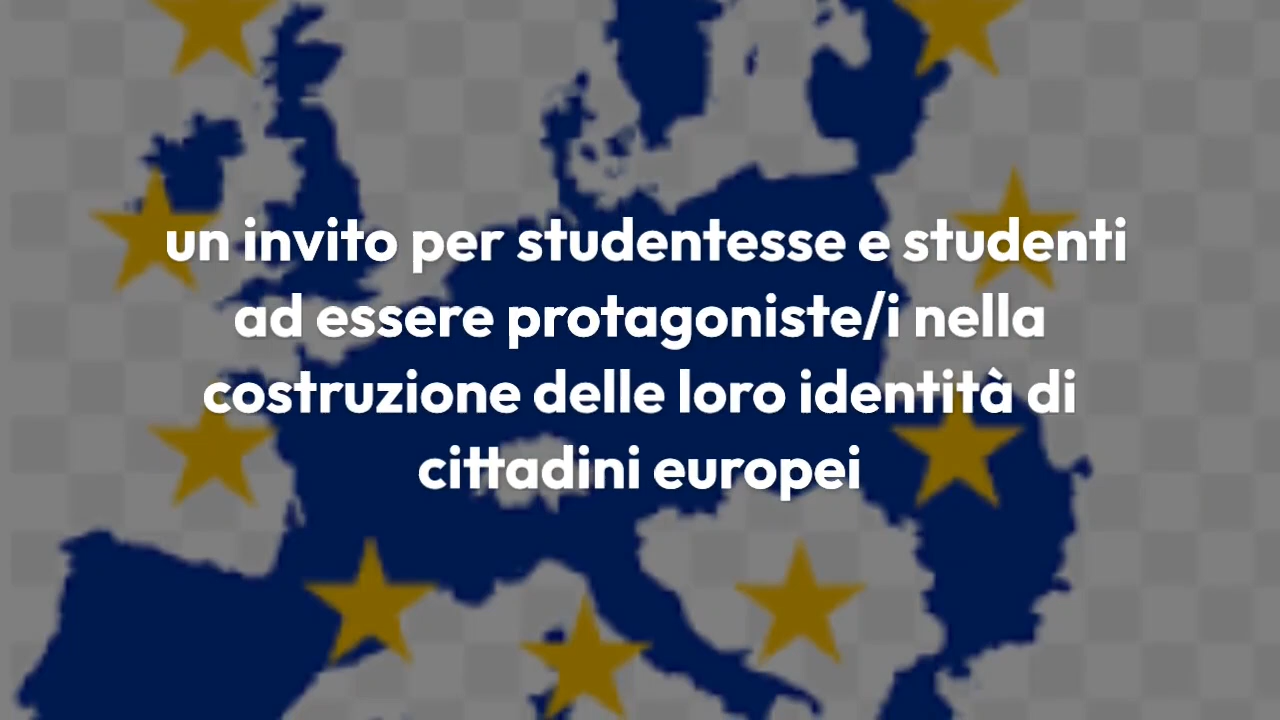 un invito per studentesse e studenti
ad essere protagoniste/i nella
costruzione delle loro identità di
cittadini europei